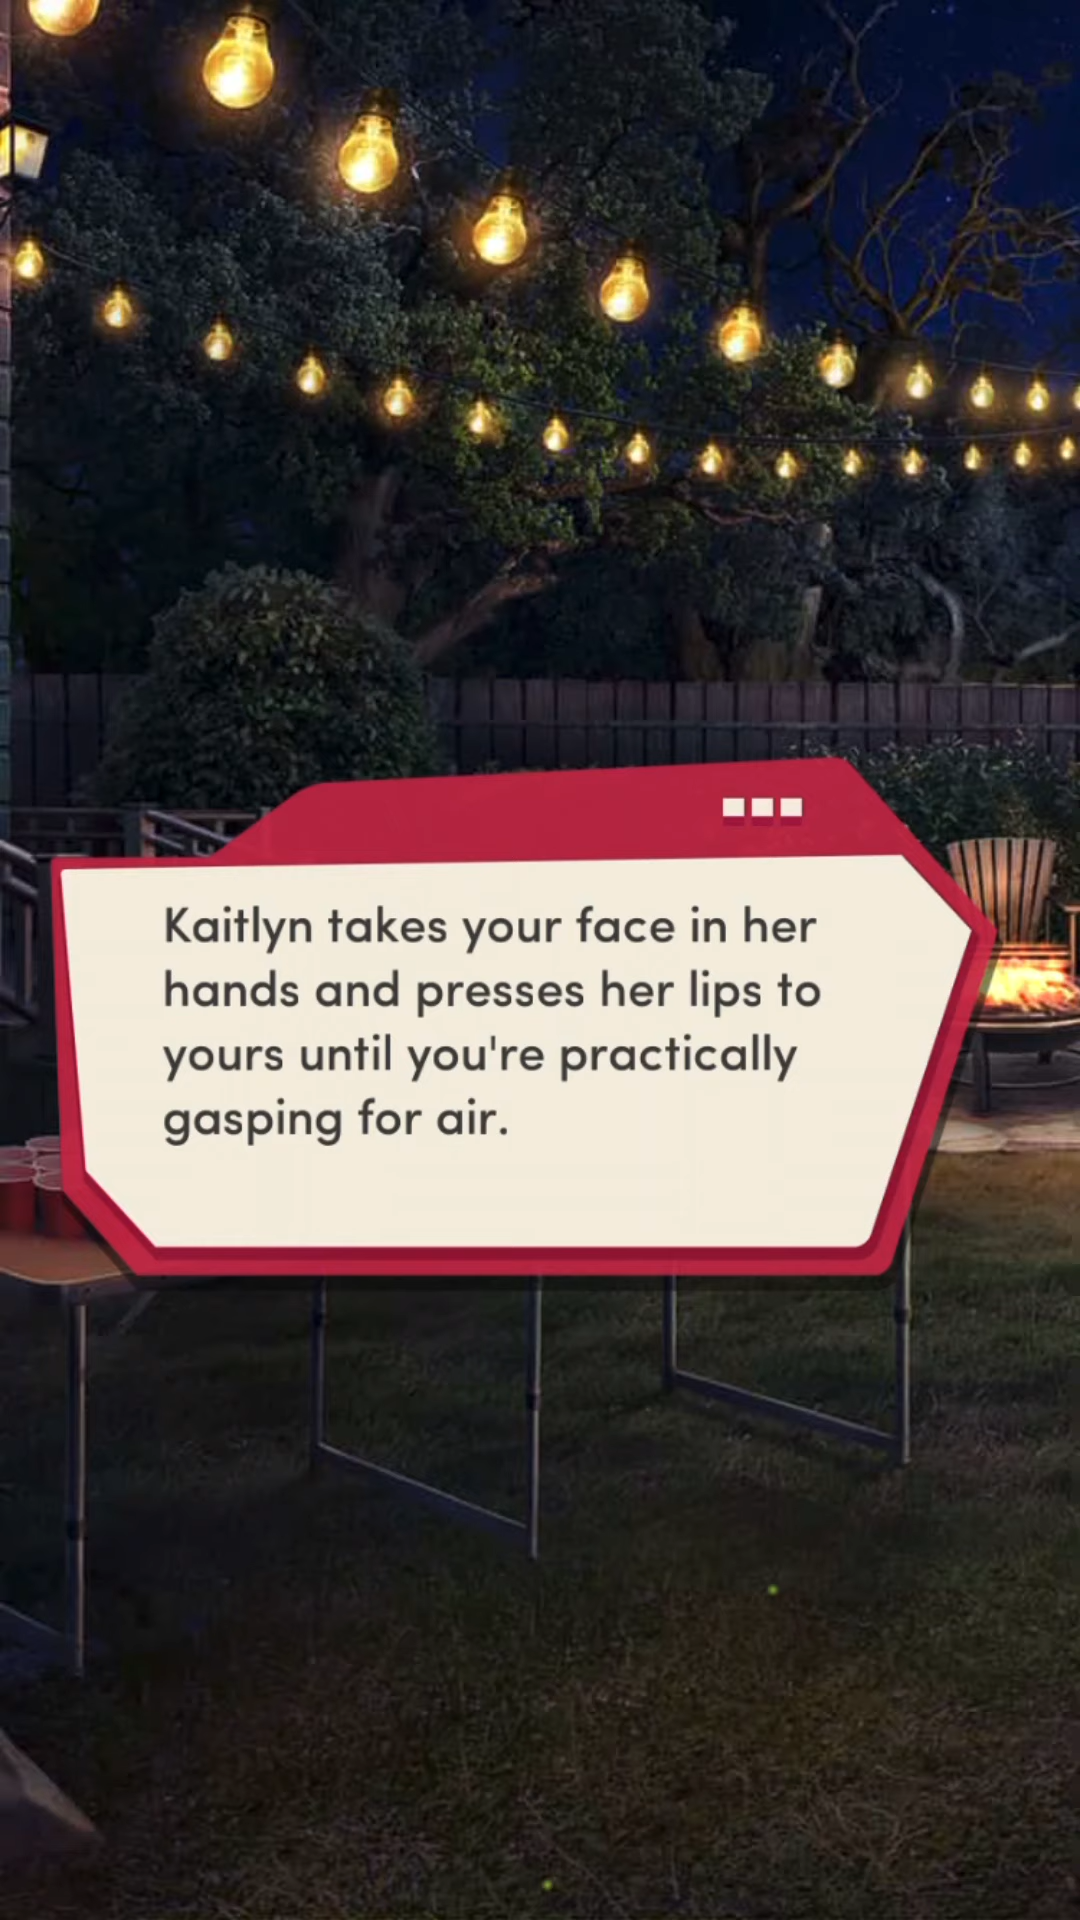 Kaitlyn takes your face in her
hands and presses her lips to
yours until you're practically
gasping for air.